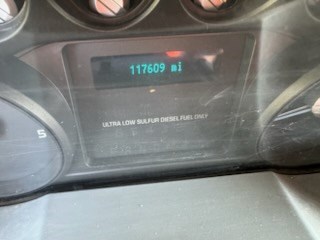 117609 mi
ULTRA LOW SULFUR DIESEL FUEL ONLY
5